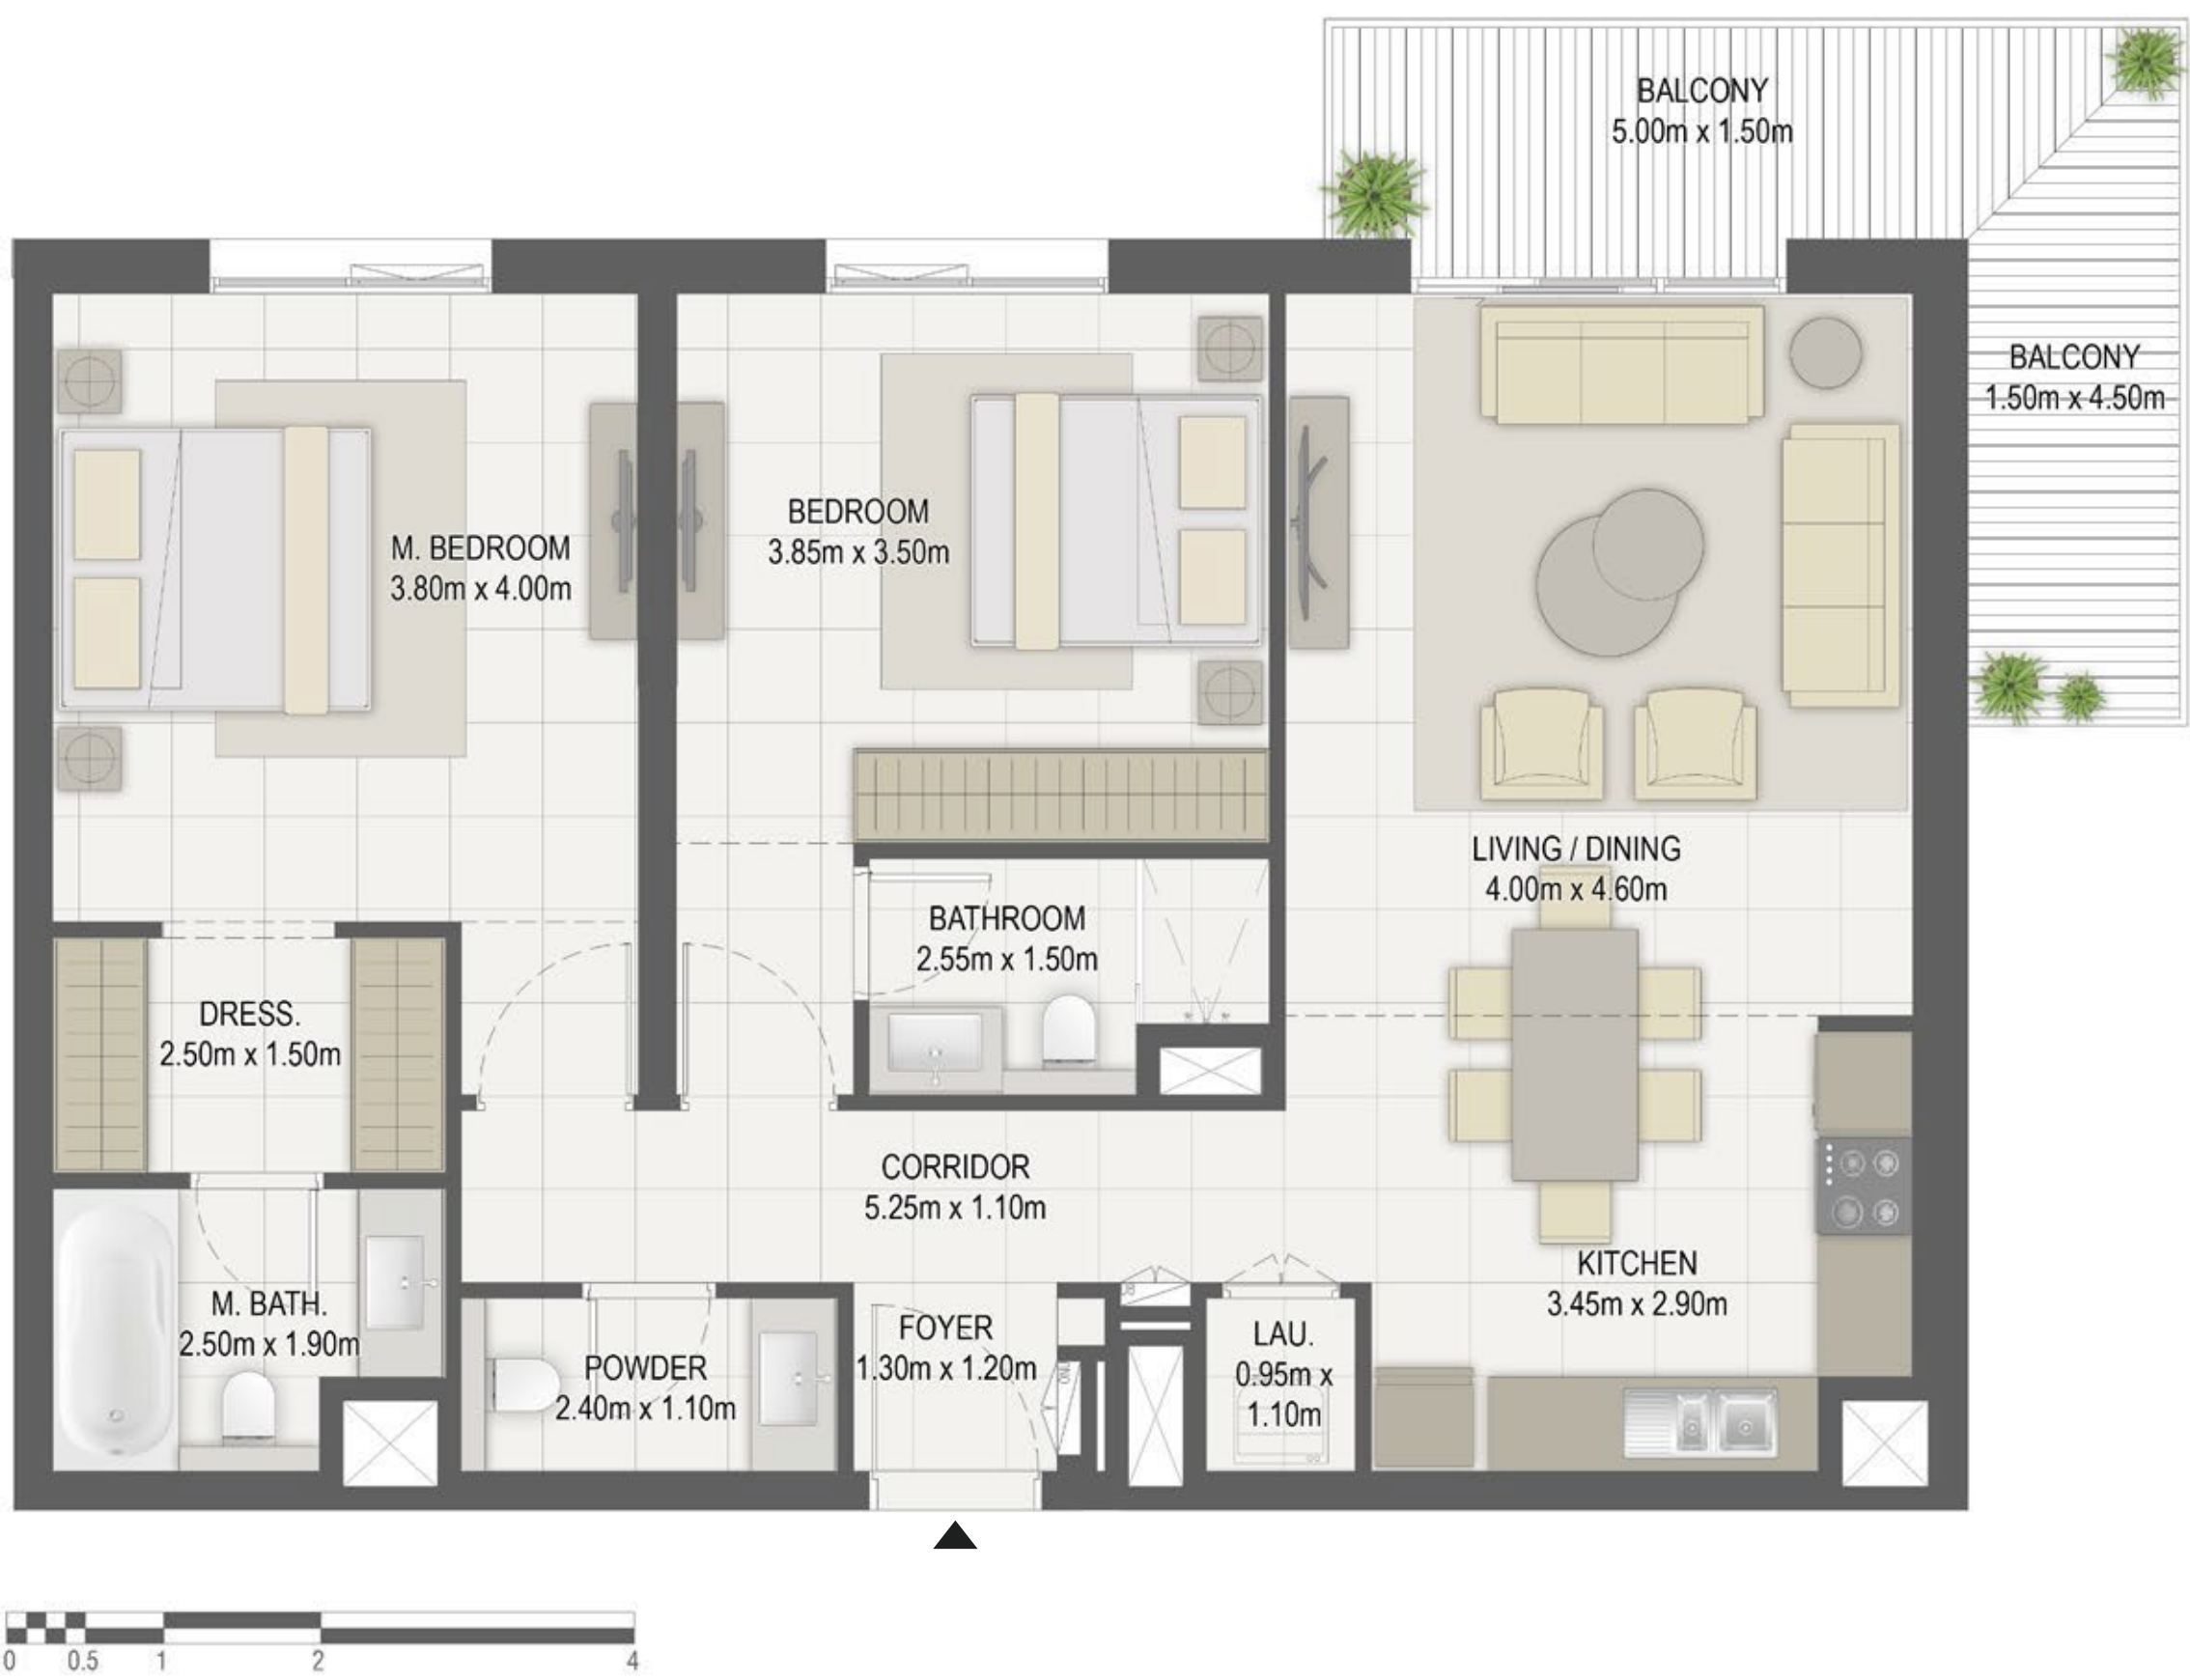 BALCONY
5.00m x 1.50m
BALCONY
1.50m x 4.50m
M. BEDROOM
3.80m x 4.00m
BEDROOM
3.85m x 3.50m
LIVING / DINING
4.00m x 4.60m
BATHROOM
2.55m x 1.50m
DRESS.
2.50m x 1.50m
CORRIDOR
5.25m x 1.10m
KITCHEN
3.45m x 2.90m
M. BATH.
2.50m x 1.90m
POWDER
2.40m x 1.10m
FOYER
1.30m x 1.20m
LAU.
0.95m x
1.10m
0 0.5 1 2 4